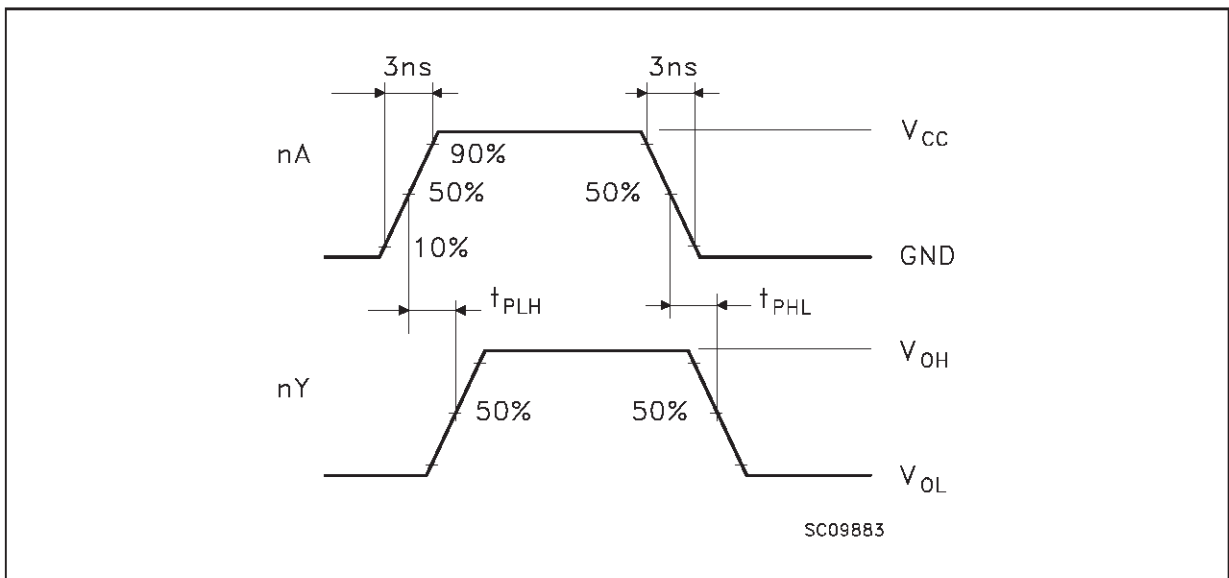 3ns 3ns
V_CC
nA
90%
50% 50%
10%
GND
t_PLH t_PHL
V_OH
nY
50% 50%
V_OL
SC09883